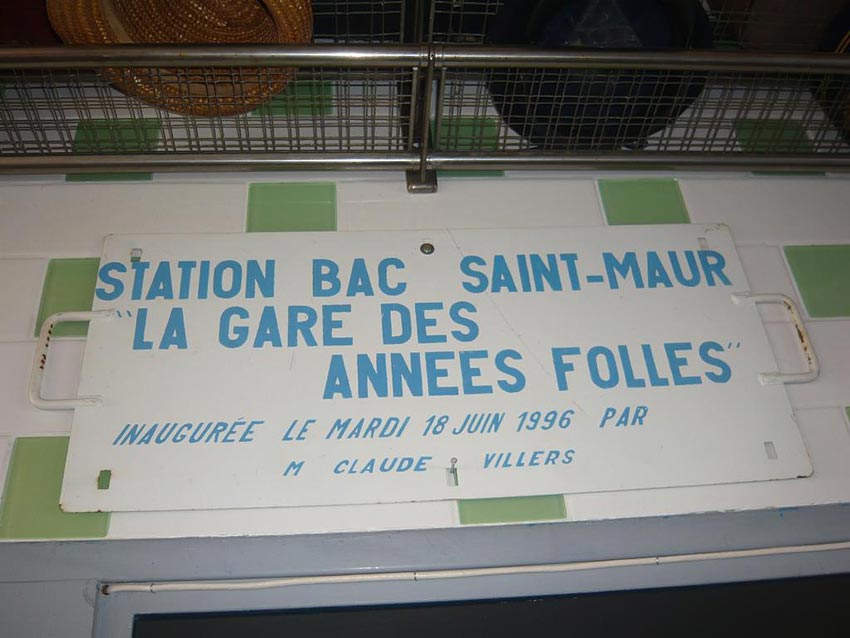 STATION BAC SAINT-MAUR
"LA GARE DES
ANNEES FOLLES"
INAUGURÉE LE MARDI 18 JUIN 1996 PAR
M CLAUDE VILLERS